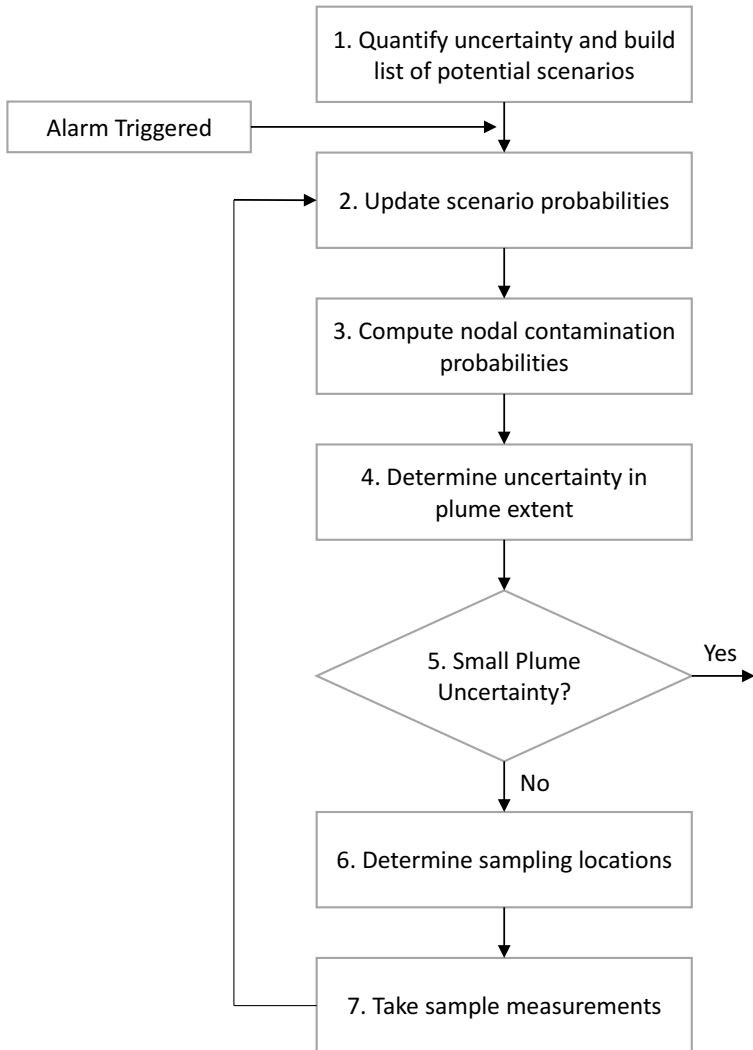 1. Quantify uncertainty and build
list of potential scenarios
Alarm Triggered
2. Update scenario probabilities
3. Compute nodal contamination
probabilities
4. Determine uncertainty in
plume extent
5. Small Plume
Uncertainty?
Yes
No
6. Determine sampling locations
7. Take sample measurements